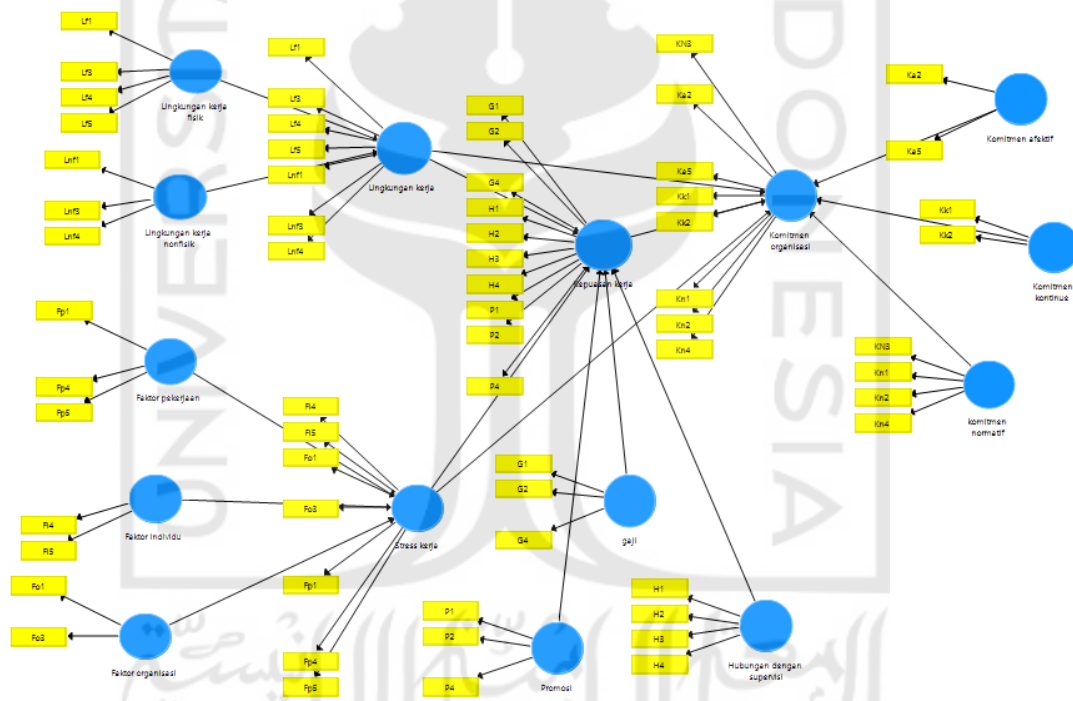 Lf1
Lf3
Lf4
Lf5
Lingkungan kerja
fisik
Lnf1
Lnf3
Lnf4
Lingkungan kerja
nonfisik
Lf1
Lf3
Lf4
Lf5
Lnf1
Lnf3
Lnf4
Lingkungan kerja
G1
G2
G4
H1
H2
H3
H4
P1
P2
P4
Kepuasan kerja
KN3
Ka2
Ka5
Kk1
Kk2
Kn1
Kn2
Kn4
Komitmen
organisasi
Ka2
Ka5
Komitmen afektif
Kk1
Kk2
Komitmen
kontinue
KN3
Kn1
Kn2
Kn4
komitmen
normatif
Fp1
Fp4
Fp5
Faktor pekerjaan
Fi4
Fi5
Faktor individu
Fo1
Fo3
Faktor organisasi
Fi4
Fi5
Fo1
Fo3
Fp1
Fp4
Fp5
Stress kerja
G1
G2
G4
gaji
P1
P2
P4
Promosi
H1
H2
H3
H4
Hubungan dengan
supervisi